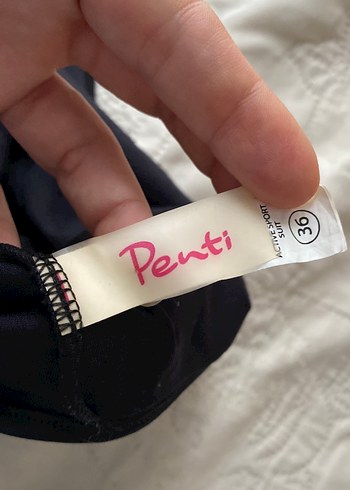 Penti
ACTIVE SPORT
SUIT
36